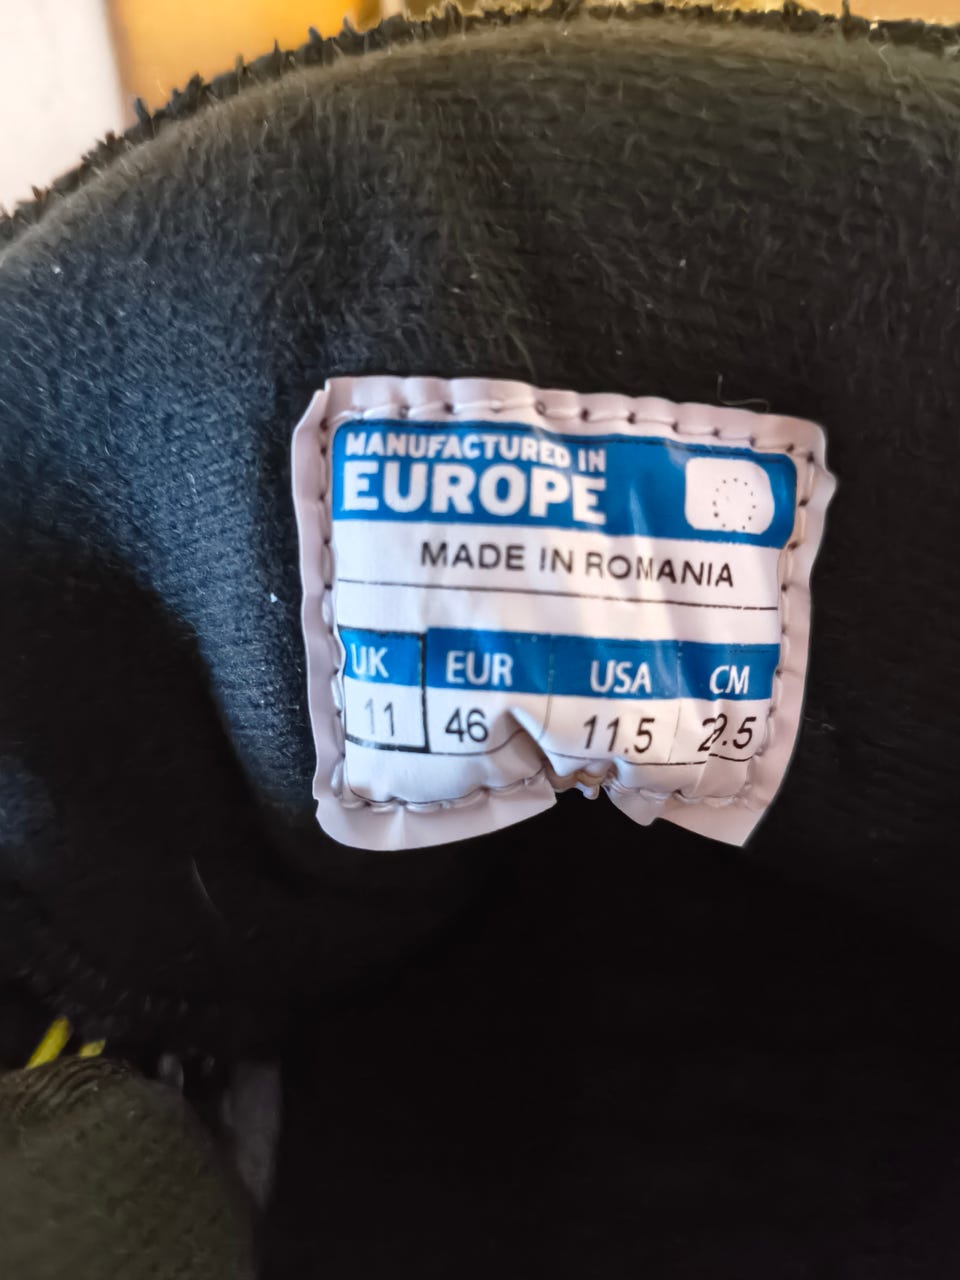 MANUFACTURED IN
EUROPE
MADE IN ROMANIA
UK EUR USA CM
11 46 11.5